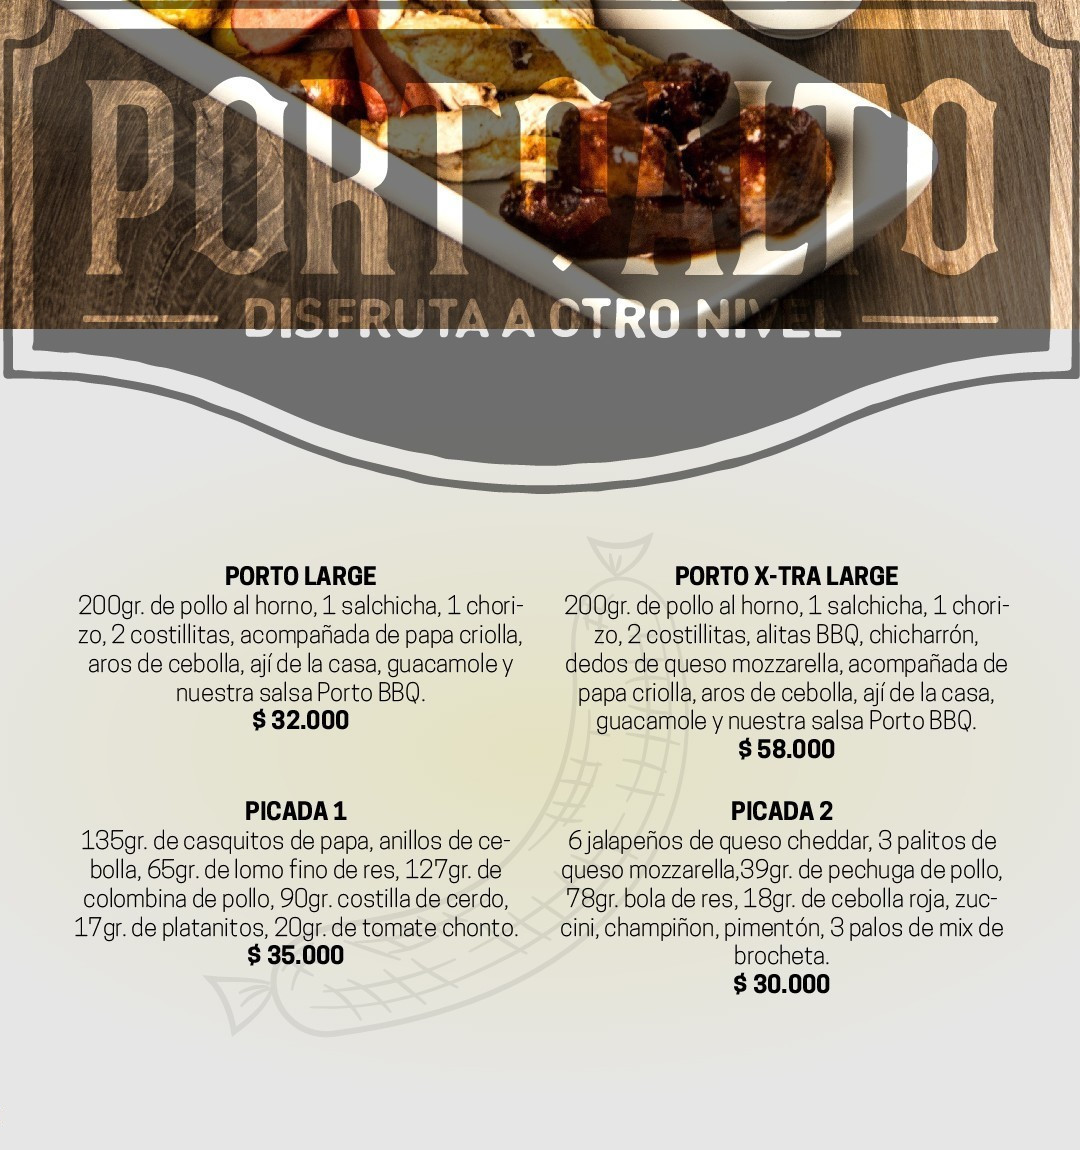 PORTOALTO
DISFRUTA A OTRO NIVEL
PORTO LARGE
200gr. de pollo al horno, 1 salchicha, 1 chori-
zo, 2 costillitas, acompañada de papa criolla,
aros de cebolla, ají de la casa, guacamole y
nuestra salsa Porto BBQ.
$ 32.000
PORTO X-TRA LARGE
200gr. de pollo al horno, 1 salchicha, 1 chori-
zo, 2 costillitas, alitas BBQ, chicharrón,
dedos de queso mozzarella, acompañada de
papa criolla, aros de cebolla, ají de la casa,
guacamole y nuestra salsa Porto BBQ.
$ 58.000
PICADA 1
135gr. de casquitos de papa, anillos de ce-
bolla, 65gr. de lomo fino de res, 127gr. de
colombina de pollo, 90gr. costilla de cerdo,
17gr. de platanitos, 20gr. de tomate chonto.
$ 35.000
PICADA 2
6 jalapeños de queso cheddar, 3 palitos de
queso mozzarella,39gr. de pechuga de pollo,
78gr. bola de res, 18gr. de cebolla roja, zuc-
cini, champiñon, pimentón, 3 palos de mix de
brocheta.
$ 30.000